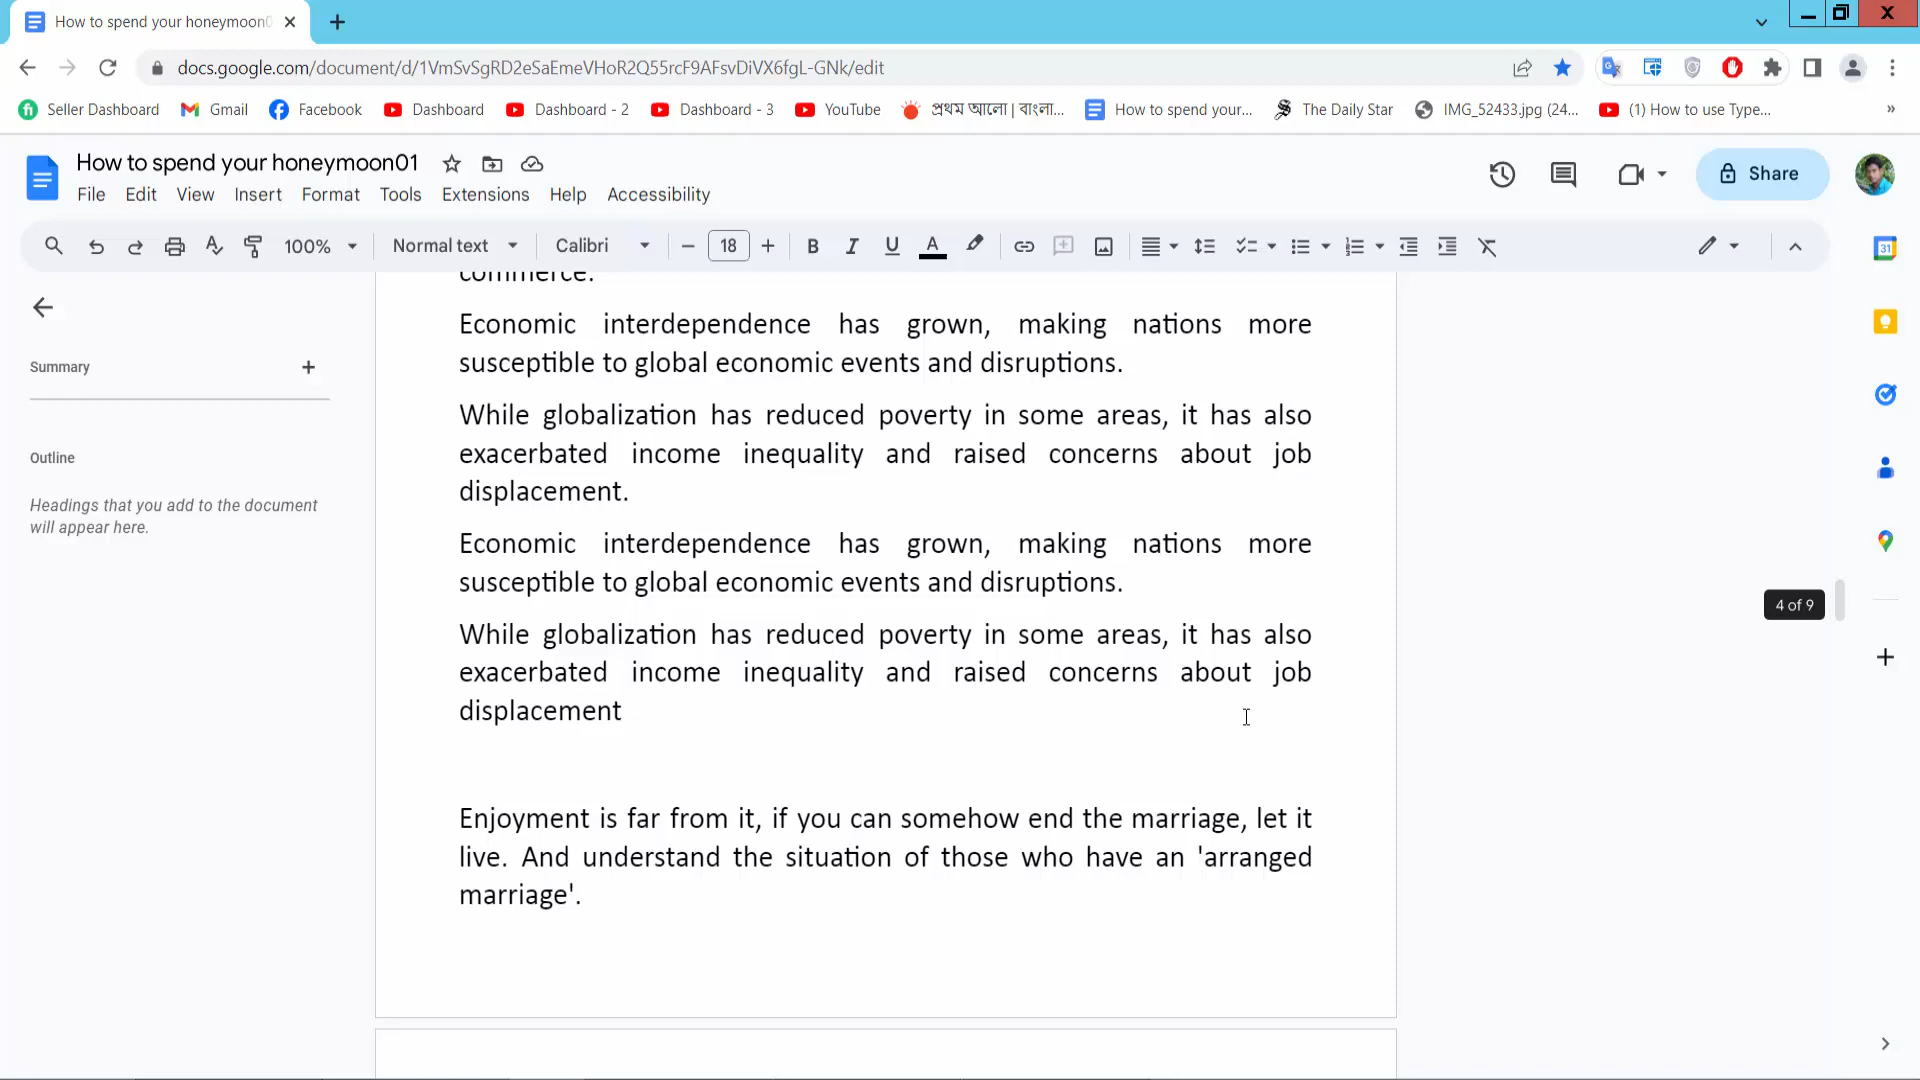 How to spend your honeymoon0
docs.google.com/document/d/1VmSvSgRD2eSaEmeVHoR2Q55rcF9AFsvDiVX6fgL-GNk/edit
Seller Dashboard Gmail Facebook Dashboard Dashboard - 2 Dashboard - 3 YouTube প্রথম আলো | বাংলা... How to spend your... The Daily Star IMG_52433.jpg (24... (1) How to use Type... »
How to spend your honeymoon01
File Edit View Insert Format Tools Extensions Help Accessibility
Share
100% Normal text Calibri 18
31
commerce.
Economic interdependence has grown, making nations more
susceptible to global economic events and disruptions.
While globalization has reduced poverty in some areas, it has also
exacerbated income inequality and raised concerns about job
displacement.
Economic interdependence has grown, making nations more
susceptible to global economic events and disruptions.
While globalization has reduced poverty in some areas, it has also
exacerbated income inequality and raised concerns about job
displacement
Enjoyment is far from it, if you can somehow end the marriage, let it
live. And understand the situation of those who have an 'arranged
marriage'.
Summary
Outline
Headings that you add to the document
will appear here.
4 of 9